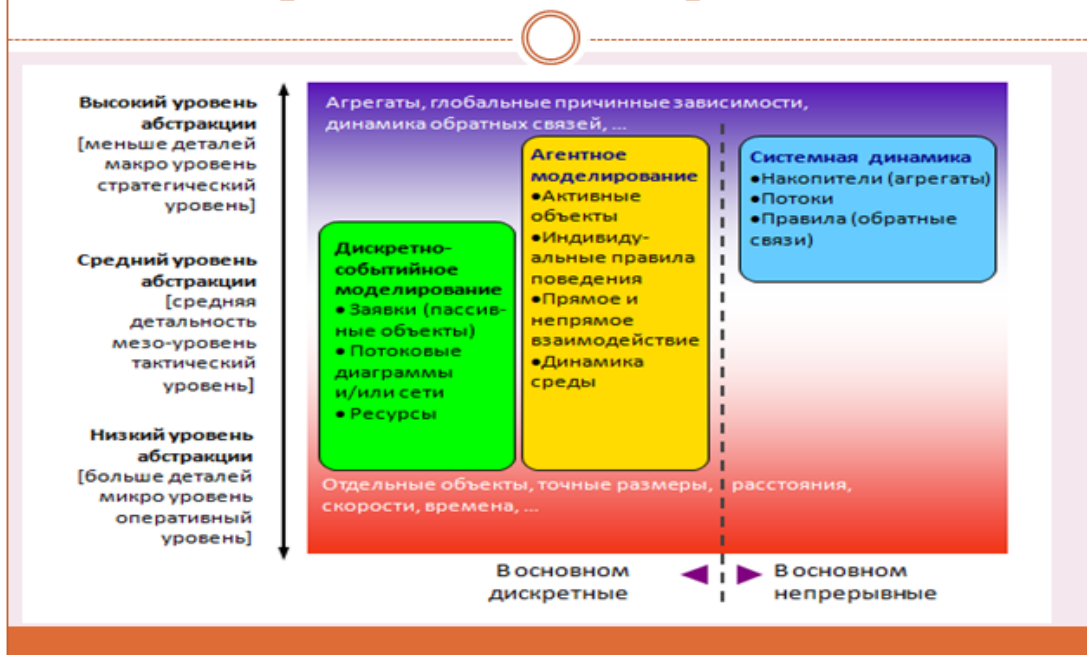 Высокий уровень
абстракции
[меньше деталей
макро уровень
стратегический
уровень]
Средний уровень
абстракции
[средняя
детальность
мезо-уровень
тактический
уровень]
Низкий уровень
абстракции
[больше деталей
микро уровень
оперативный
уровень]
Агрегаты, глобальные причинные зависимости,
динамика обратных связей, ...
Дискретно-
событийное
моделирование
● Заявки (пассив-
ные объекты)
● Потоковые
диаграммы
и/или сети
● Ресурсы
Агентное
моделирование
●Активные
объекты
●Индивиду-
альные правила
поведения
●Прямое и
непрямое
взаимодействие
●Динамика
среды
Системная динамика
●Накопители (агрегаты)
●Потоки
●Правила (обратные
связи)
Отдельные объекты, точные размеры, расстояния,
скорости, времена, ...
В основном
дискретные
В основном
непрерывные